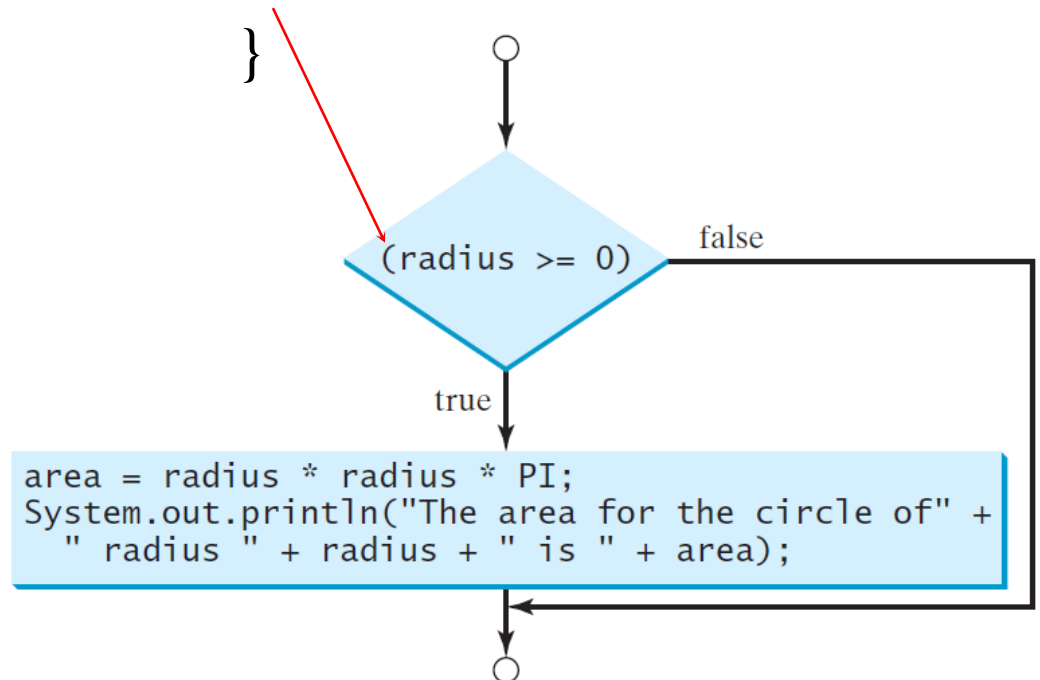 }
(radius >= 0)
false
true
area = radius * radius * PI;
System.out.println("The area for the circle of" +
" radius " + radius + " is " + area);